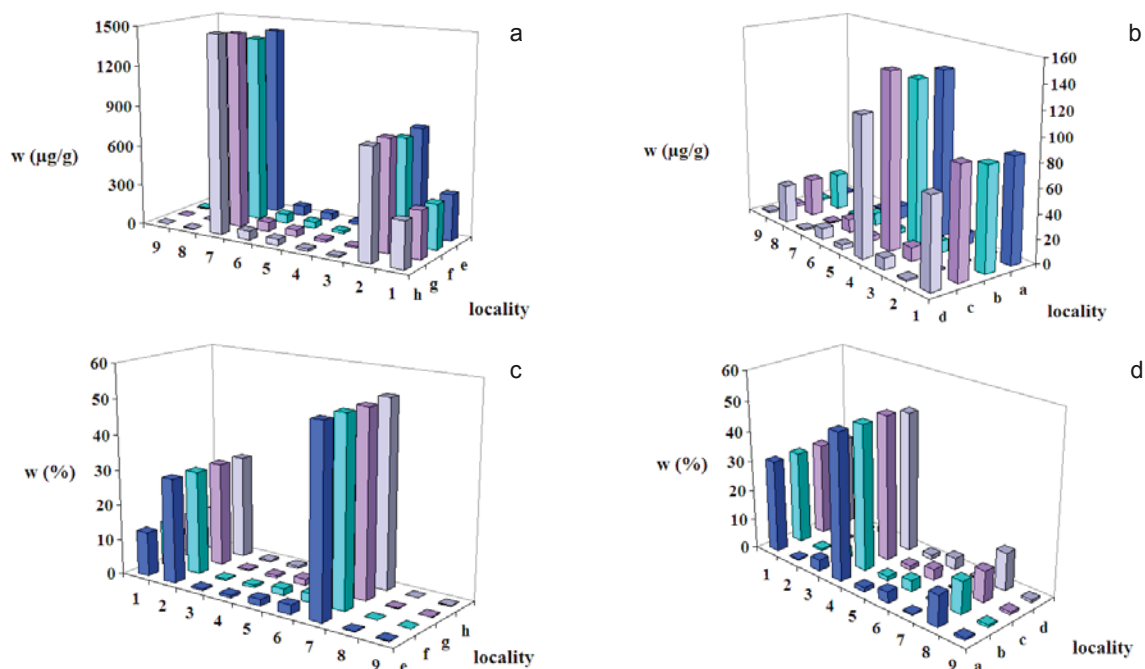 a
1500
1200
900
600
300
0
w (µg/g)
9 8 7 6 5 4 3 2 1
h g f e
locality
b
160
140
120
100
80
60
40
20
0
w (µg/g)
9 8 7 6 5 4 3 2 1
d c b a
locality
c
60
50
40
30
20
10
0
w (%)
1 2 3 4 5 6 7 8 9
e f g h
locality
d
60
50
40
30
20
10
0
w (%)
1 2 3 4 5 6 7 8 9
a b c d
locality